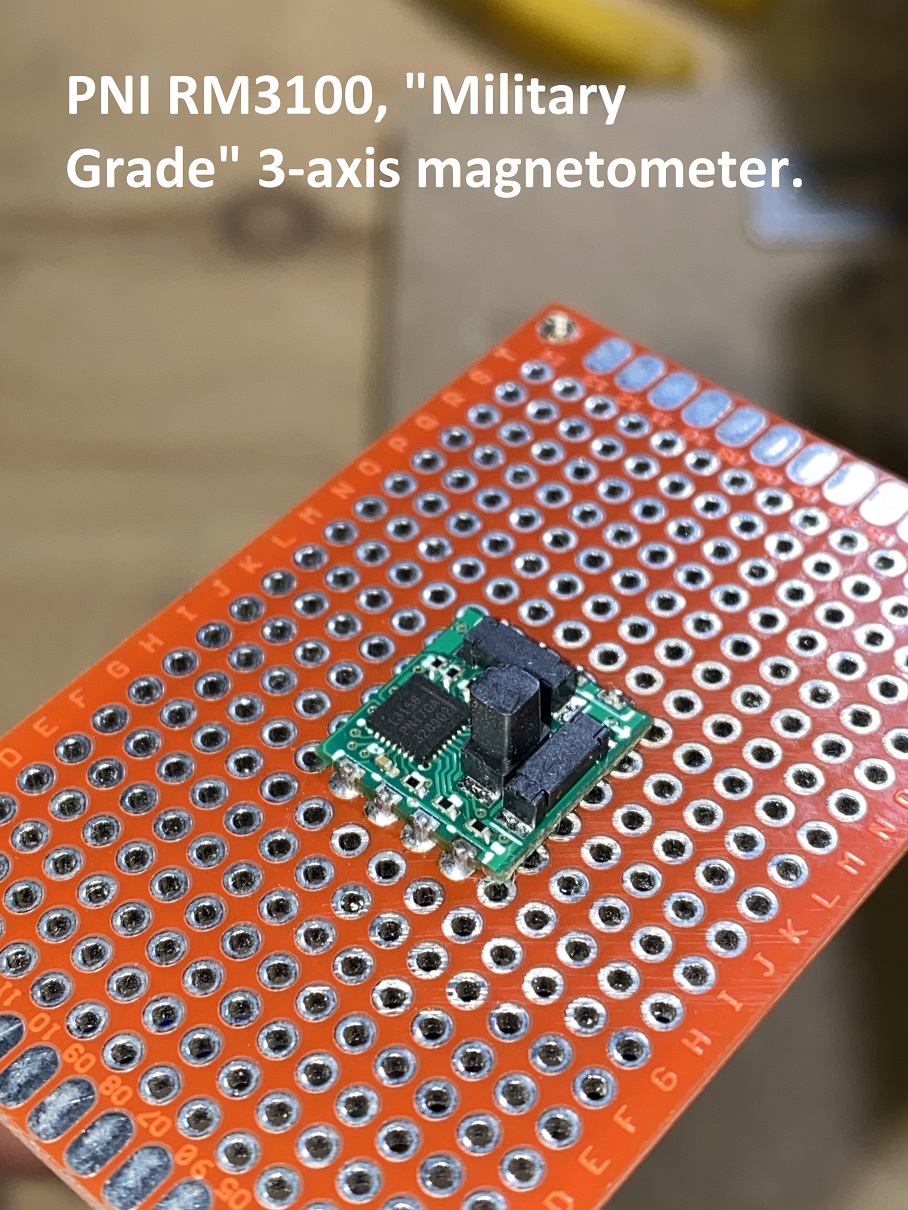 PNI RM3100, "Military
Grade" 3-axis magnetometer.
T
S
R
Q
P
O
N
M
L
K
J
I
H
G
F
E
D
11
10
09
08
07
06
05
N
M
L
K
J
I
H
G
F
E
D